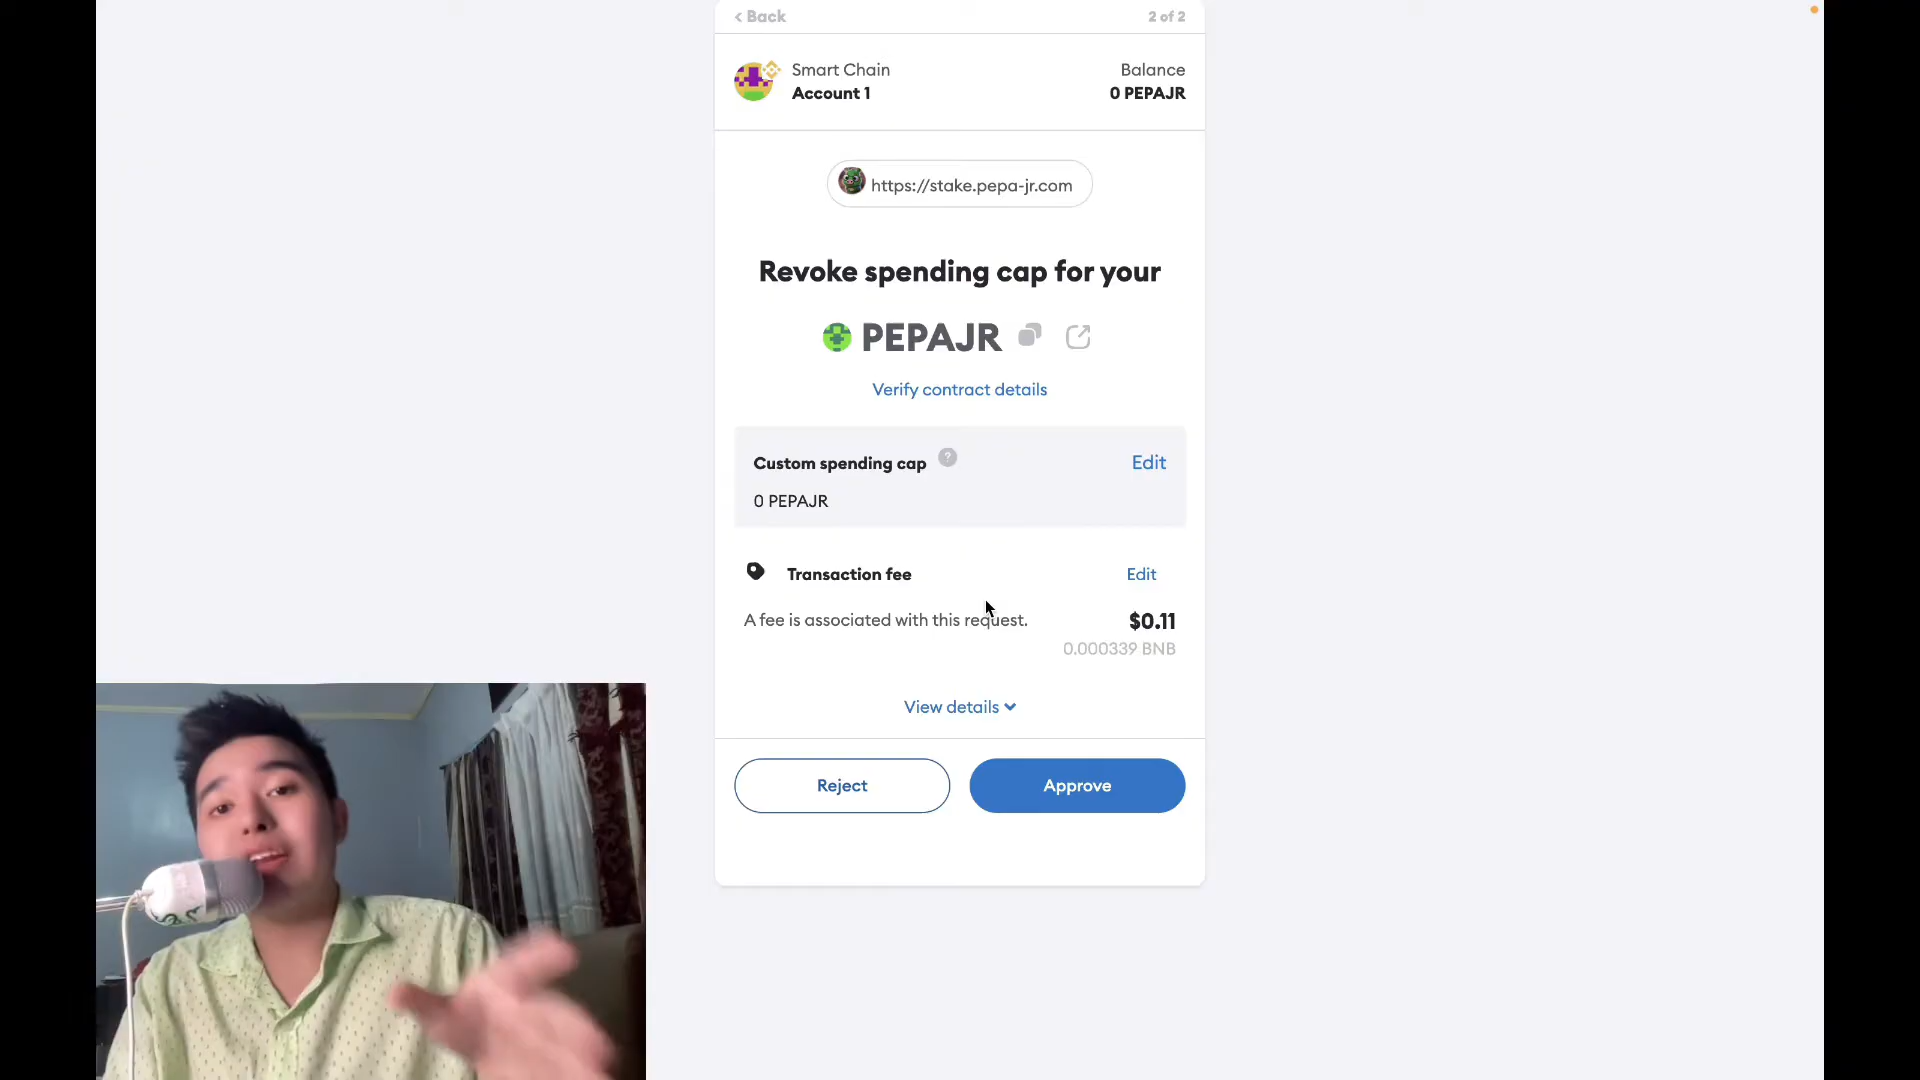 < Back
2 of 2
Smart Chain
Balance
Account 1
0 PEPAJR
https://stake.pepa-jr.com
Revoke spending cap for your
PEPAJR
Verify contract details
Custom spending cap ?
Edit
0 PEPAJR
Transaction fee
Edit
A fee is associated with this request.
$0.11
0.000339 BNB
View details
Reject
Approve